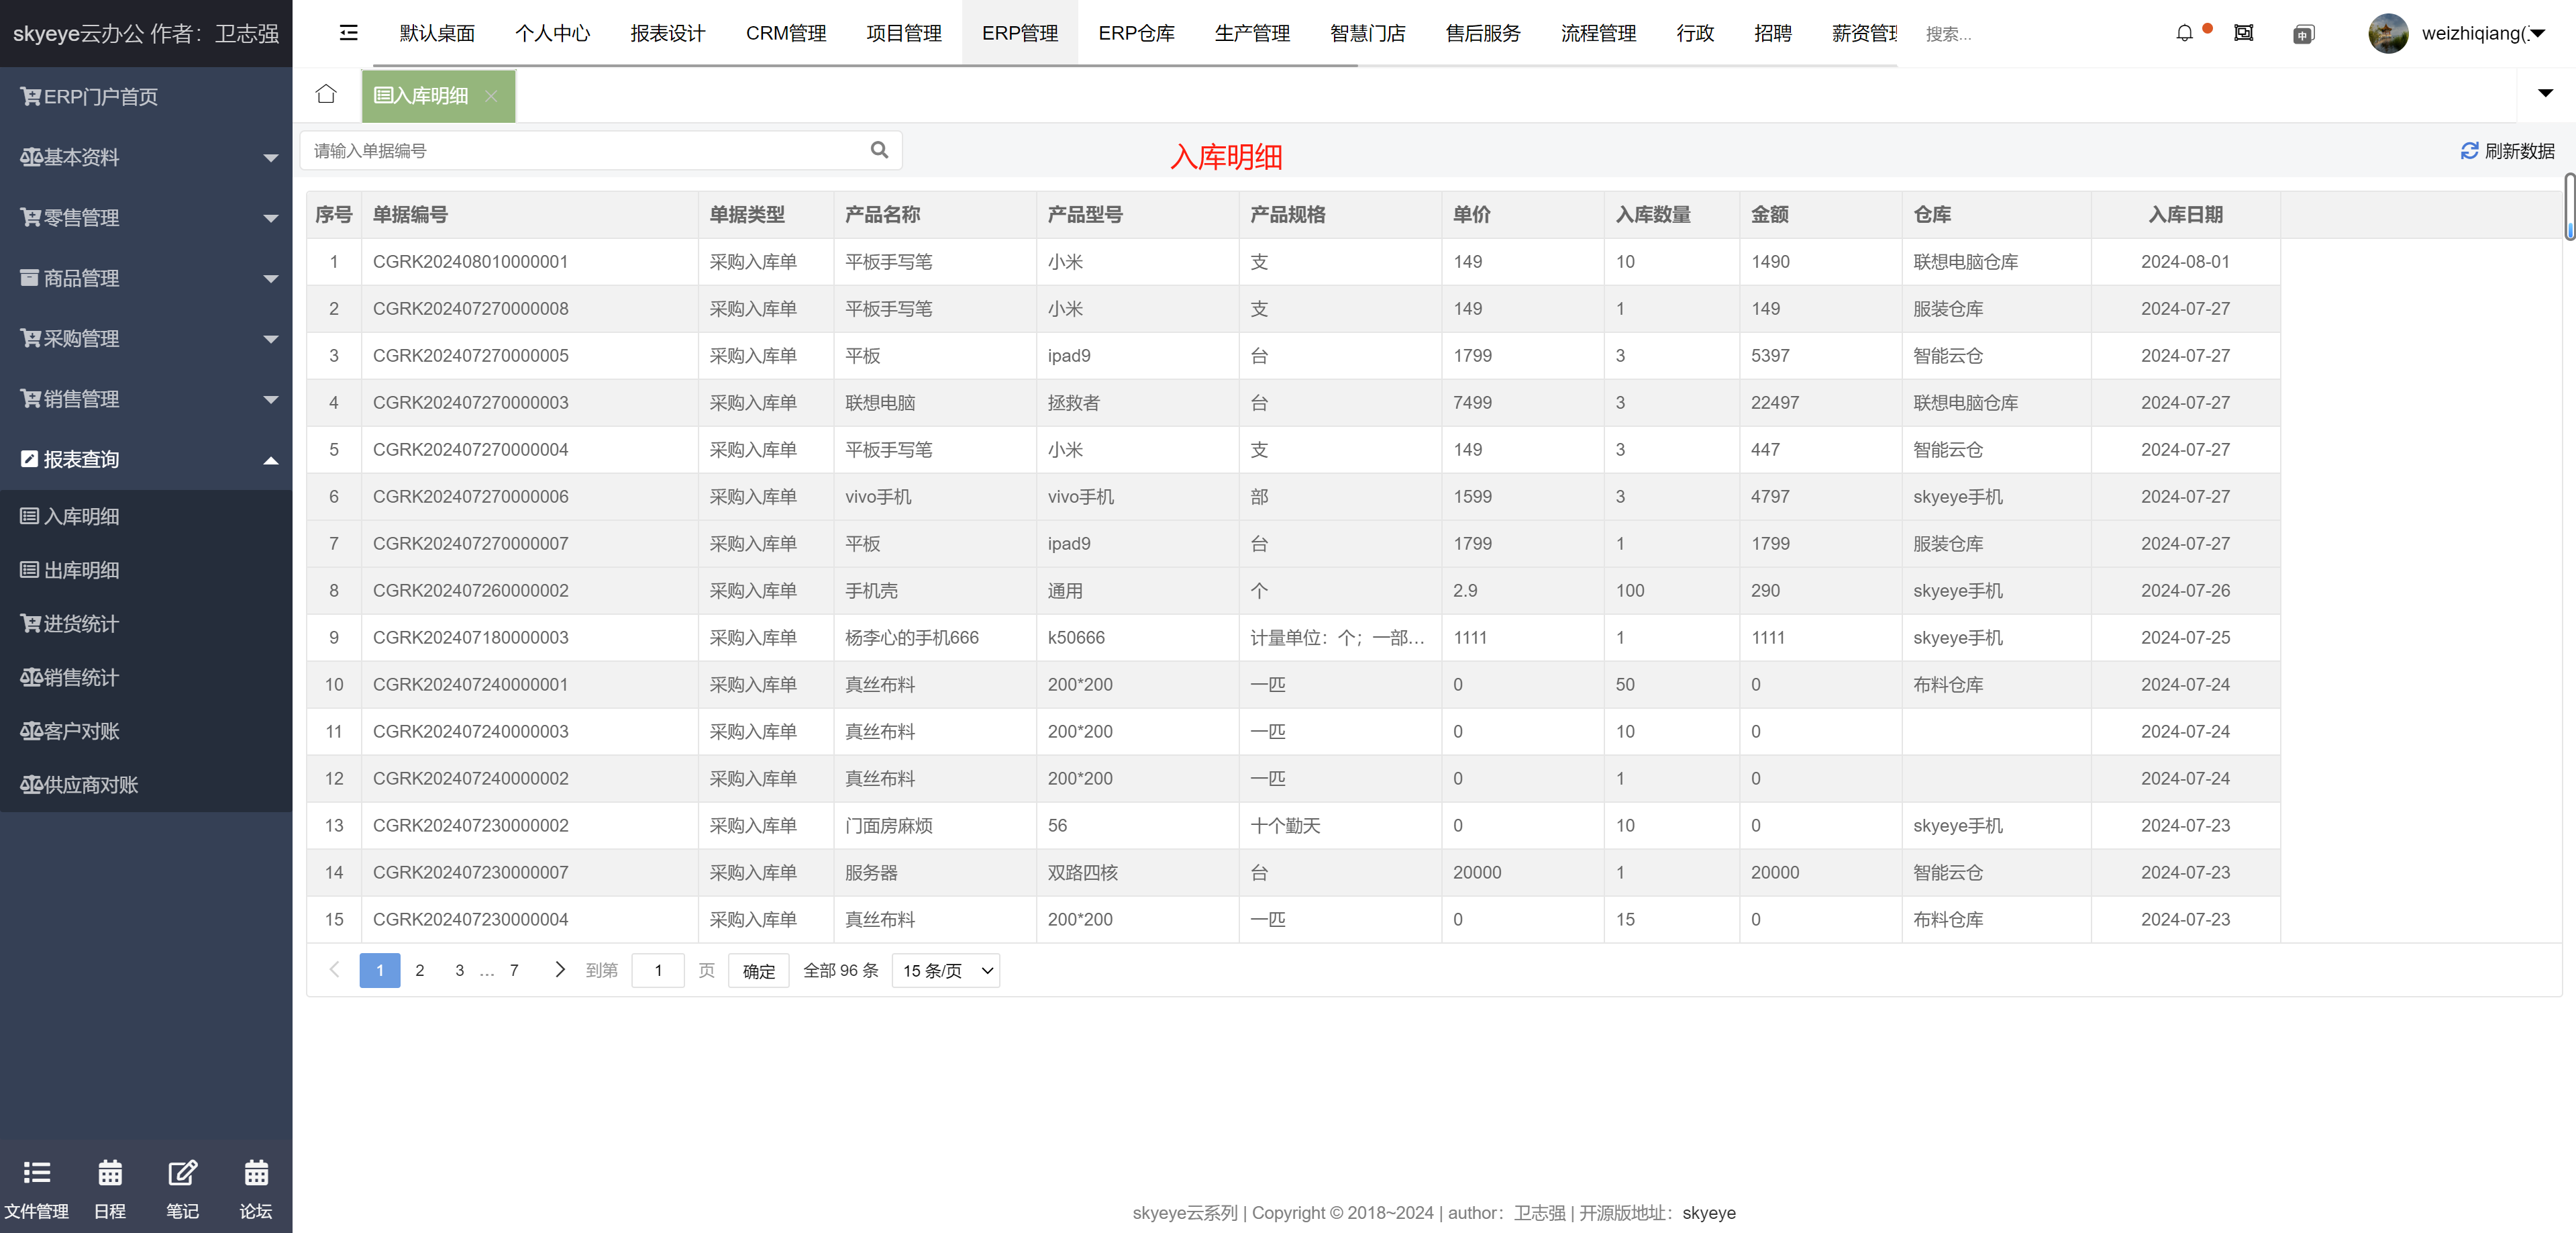 skyeye云办公 作者：卫志强
默认桌面 个人中心 报表设计 CRM管理 项目管理 ERP管理 ERP仓库 生产管理 智慧门店 售后服务 流程管理 行政 招聘 薪资管理 搜索... weizhiqiang(
ERP门户首页
基本资料
零售管理
商品管理
采购管理
销售管理
报表查询
入库明细
出库明细
进货统计
销售统计
客户对账
供应商对账
文件管理 日程 笔记 论坛
入库明细
请输入单据编号
入库明细
刷新数据
序号 单据编号 单据类型 产品名称 产品型号 产品规格 单价 入库数量 金额 仓库 入库日期
1 CGRK202408010000001 采购入库单 平板手写笔 小米 支 149 10 1490 联想电脑仓库 2024-08-01
2 CGRK202407270000008 采购入库单 平板手写笔 小米 支 149 1 149 服装仓库 2024-07-27
3 CGRK202407270000005 采购入库单 平板 ipad9 台 1799 3 5397 智能云仓 2024-07-27
4 CGRK202407270000003 采购入库单 联想电脑 拯救者 台 7499 3 22497 联想电脑仓库 2024-07-27
5 CGRK202407270000004 采购入库单 平板手写笔 小米 支 149 3 447 智能云仓 2024-07-27
6 CGRK202407270000006 采购入库单 vivo手机 vivo手机 部 1599 3 4797 skyeye手机 2024-07-27
7 CGRK202407270000007 采购入库单 平板 ipad9 台 1799 1 1799 服装仓库 2024-07-27
8 CGRK202407260000002 采购入库单 手机壳 通用 个 2.9 100 290 skyeye手机 2024-07-26
9 CGRK202407180000003 采购入库单 杨李心的手机666 k50666 计量单位：个；一部... 1111 1 1111 skyeye手机 2024-07-25
10 CGRK202407240000001 采购入库单 真丝布料 200*200 一匹 0 50 0 布料仓库 2024-07-24
11 CGRK202407240000003 采购入库单 真丝布料 200*200 一匹 0 10 0 2024-07-24
12 CGRK202407240000002 采购入库单 真丝布料 200*200 一匹 0 1 0 2024-07-24
13 CGRK202407230000002 采购入库单 门面房麻烦 56 十个勤天 0 10 0 skyeye手机 2024-07-23
14 CGRK202407230000007 采购入库单 服务器 双路四核 台 20000 1 20000 智能云仓 2024-07-23
15 CGRK202407230000004 采购入库单 真丝布料 200*200 一匹 0 15 0 布料仓库 2024-07-23
1 2 3 … 7 到第 1 页 确定 全部 96 条 15 条/页
skyeye云系列 | Copyright © 2018~2024 | author：卫志强 | 开源版地址：skyeye